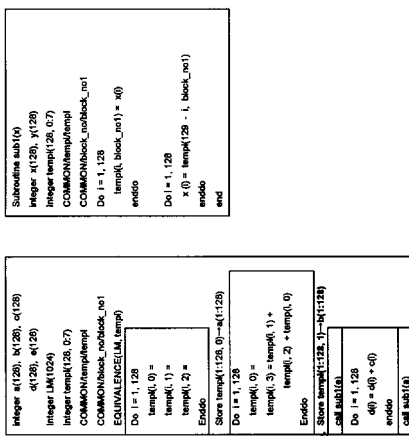 Subroutine sub1(x)
integer x(128), y(128)
Integer templ(128, 0:7)
COMMON/templ/templ
COMMON/block_no/block_no1
Do i = 1, 128
templ(i, block_no1) = x(i)
enddo
Do i = 1, 128
x (i) = templ(129 - i, block_no1)
enddo
end
integer a(128), b(128), c(128)
d(128), e(128)
integer LM(1024)
Integer templ(128, 0:7)
COMMON/templ/templ
COMMON/block_no/block_no1
EQUIVALENCE(LM, templ)
Do i = 1, 128
templ(i, 0) =
templ(i, 1) =
templ(i, 2) =
Enddo
Store templ(1:128, 0)→a(1:128)
Do i = 1, 128
templ(i, 0) =
templ(i, 3) = templ(i, 1) +
templ(i, 2) + templ(i, 0)
Enddo
Store templ(1:128, 1)→b(1:128)
call sub1(a)
Do i = 1, 128
d(i) = d(i) + c(i)
enddo
call sub1(e)